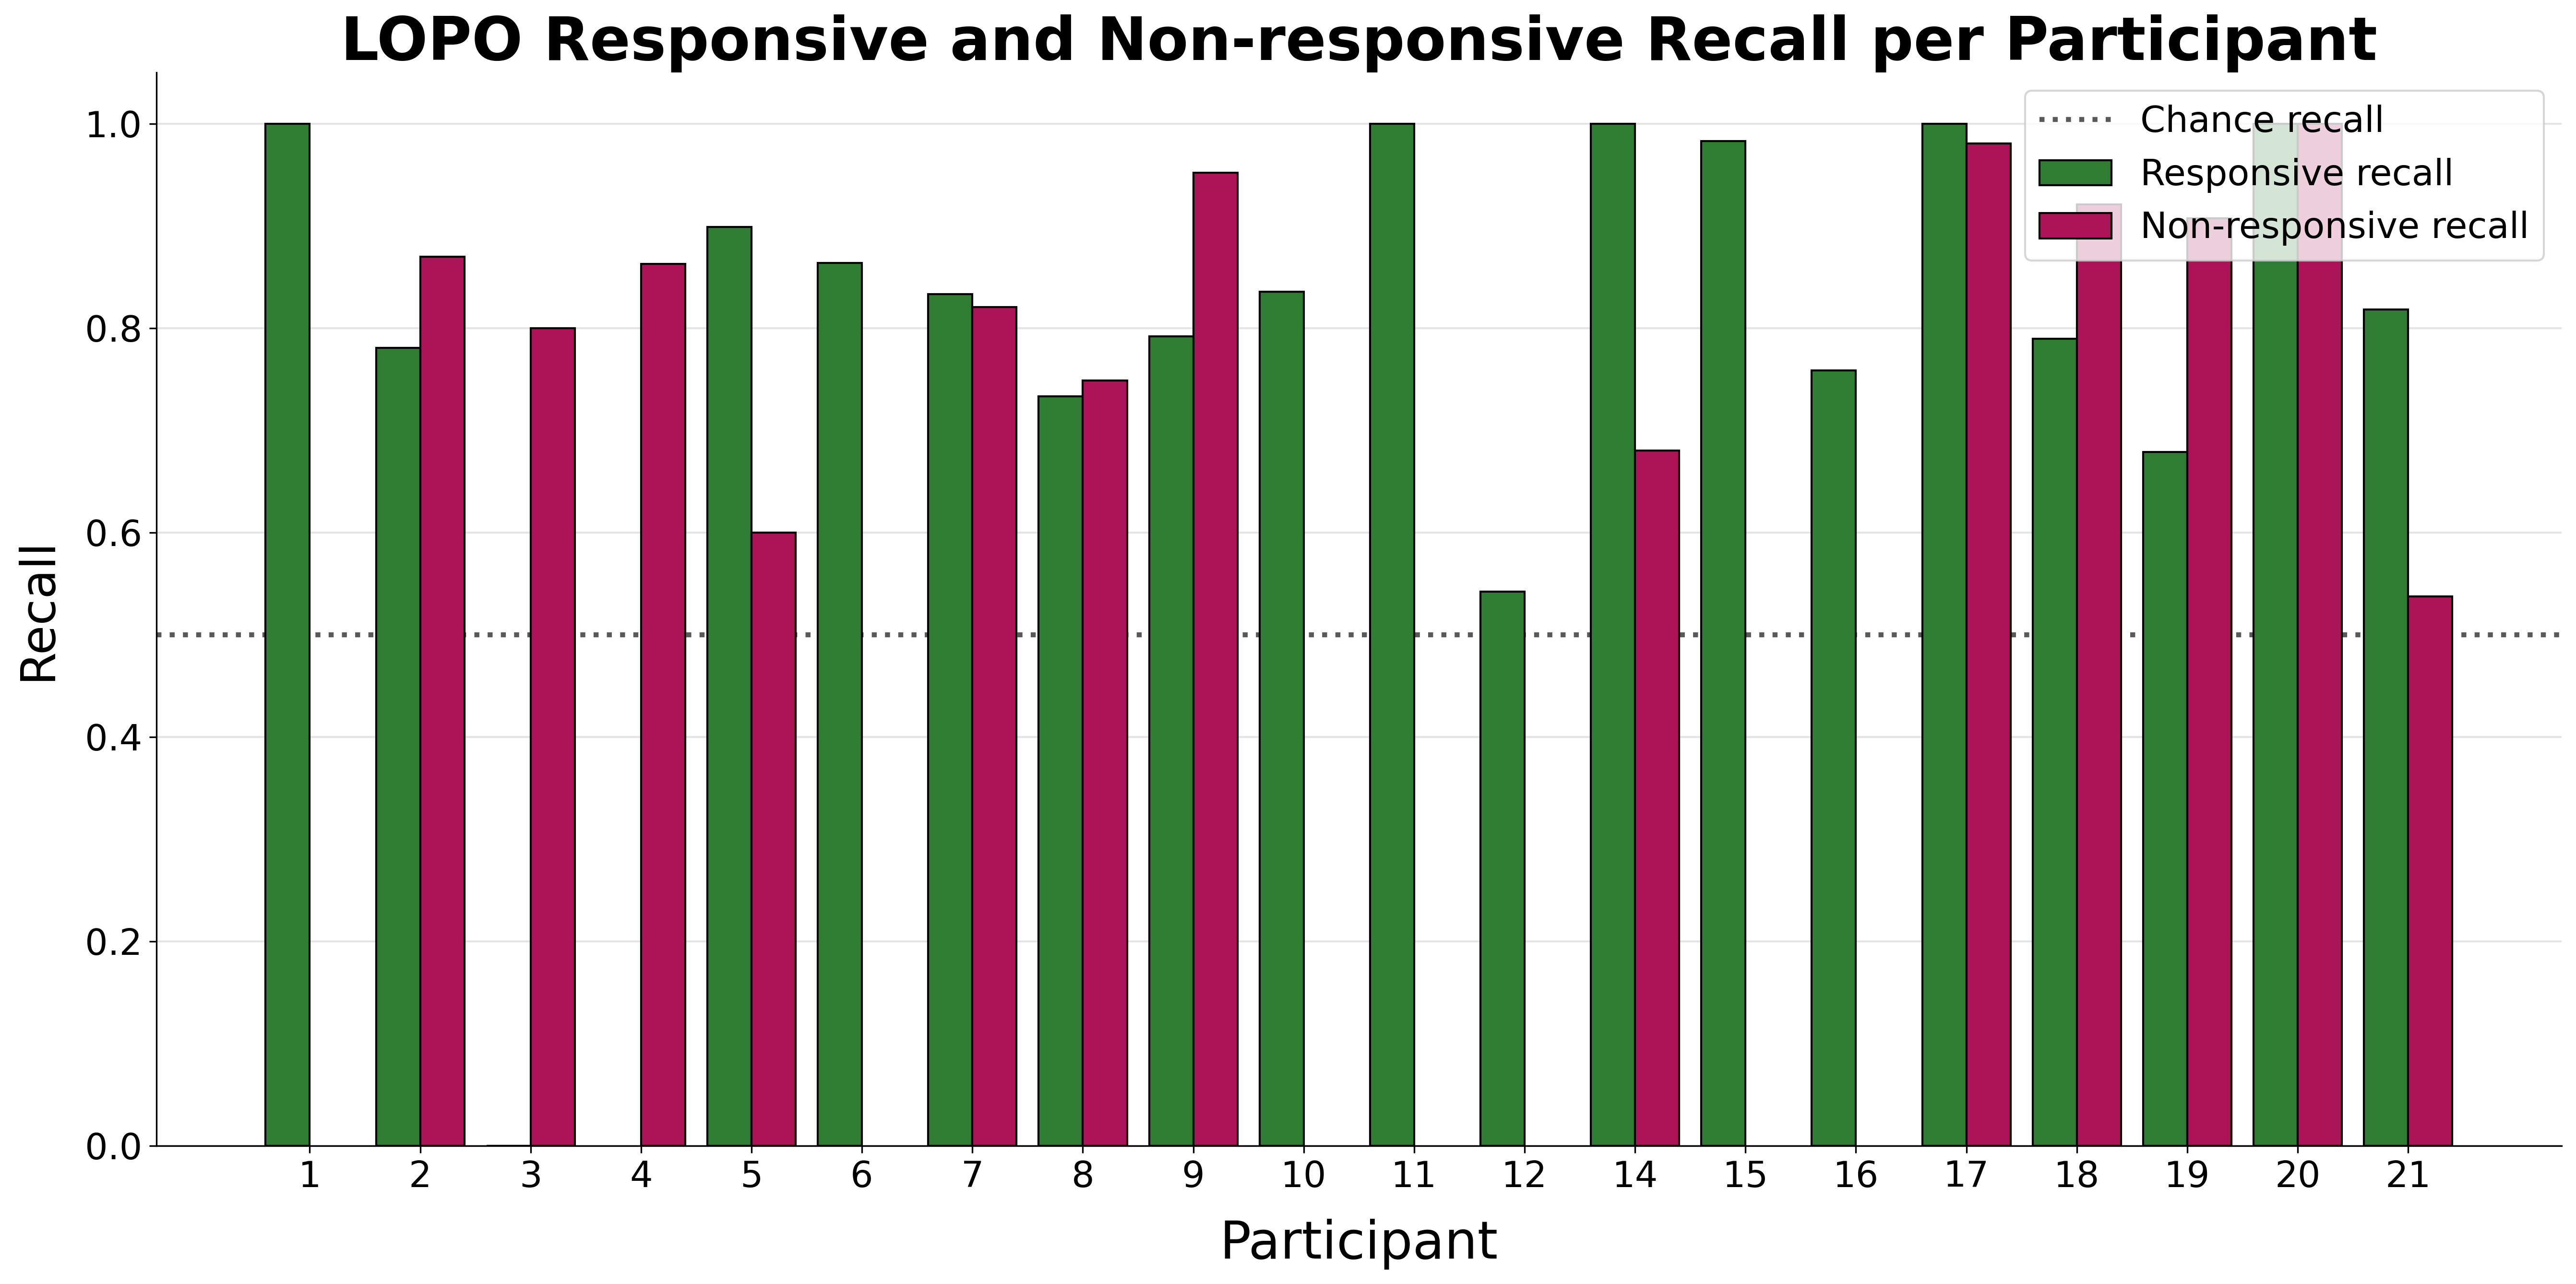 LOPO Responsive and Non-responsive Recall per Participant
Chance recall
Responsive recall
Non-responsive recall
Recall
1.0
0.8
0.6
0.4
0.2
0.0
1 2 3 4 5 6 7 8 9 10 11 12 14 15 16 17 18 19 20 21
Participant